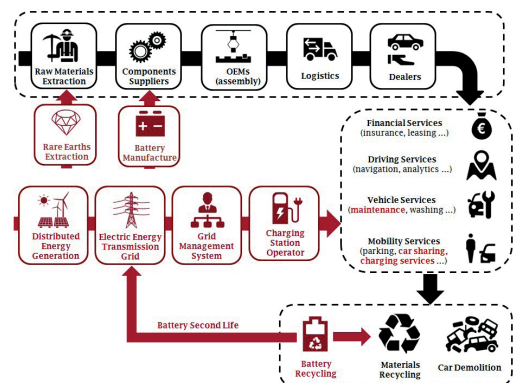 Raw Materials
Extraction
Components
Suppliers
OEMs
(assembly)
Logistics
Dealers
Rare Earths
Extraction
Battery
Manufacture
Financial Services
(insurance, leasing ...)
€
Driving Services
(navigation, analytics ...)
Vehicle Services
(maintenance, washing ...)
Mobility Services
(parking, car sharing,
charging services ...)
Distributed
Energy
Generation
Electric Energy
Transmission
Grid
Grid
Management
System
Charging
Station
Operator
Battery Second Life
Battery
Recycling
Materials
Recycling
Car Demolition